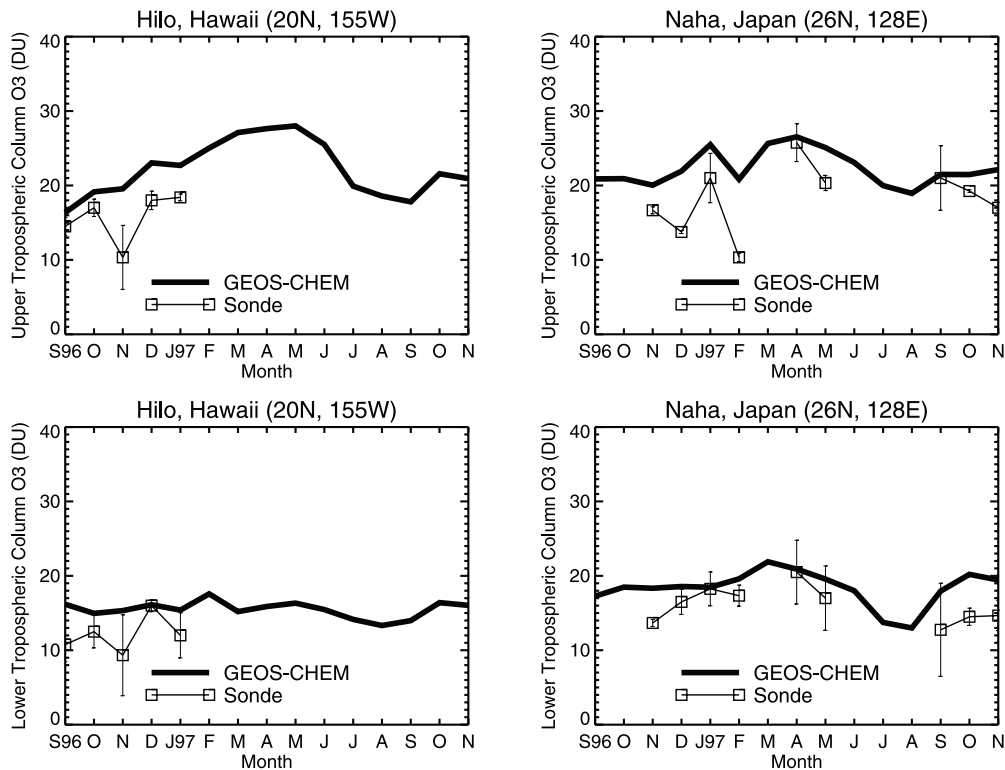 Hilo, Hawaii (20N, 155W)
Upper Tropospheric Column O3 (DU)
40
30
20
10
0
GEOS-CHEM
Sonde
S96 O N D J97 F M A M J J A S O N
Month
Naha, Japan (26N, 128E)
Upper Tropospheric Column O3 (DU)
40
30
20
10
0
GEOS-CHEM
Sonde
S96 O N D J97 F M A M J J A S O N
Month
Hilo, Hawaii (20N, 155W)
Lower Tropospheric Column O3 (DU)
40
30
20
10
0
GEOS-CHEM
Sonde
S96 O N D J97 F M A M J J A S O N
Month
Naha, Japan (26N, 128E)
Lower Tropospheric Column O3 (DU)
40
30
20
10
0
GEOS-CHEM
Sonde
S96 O N D J97 F M A M J J A S O N
Month